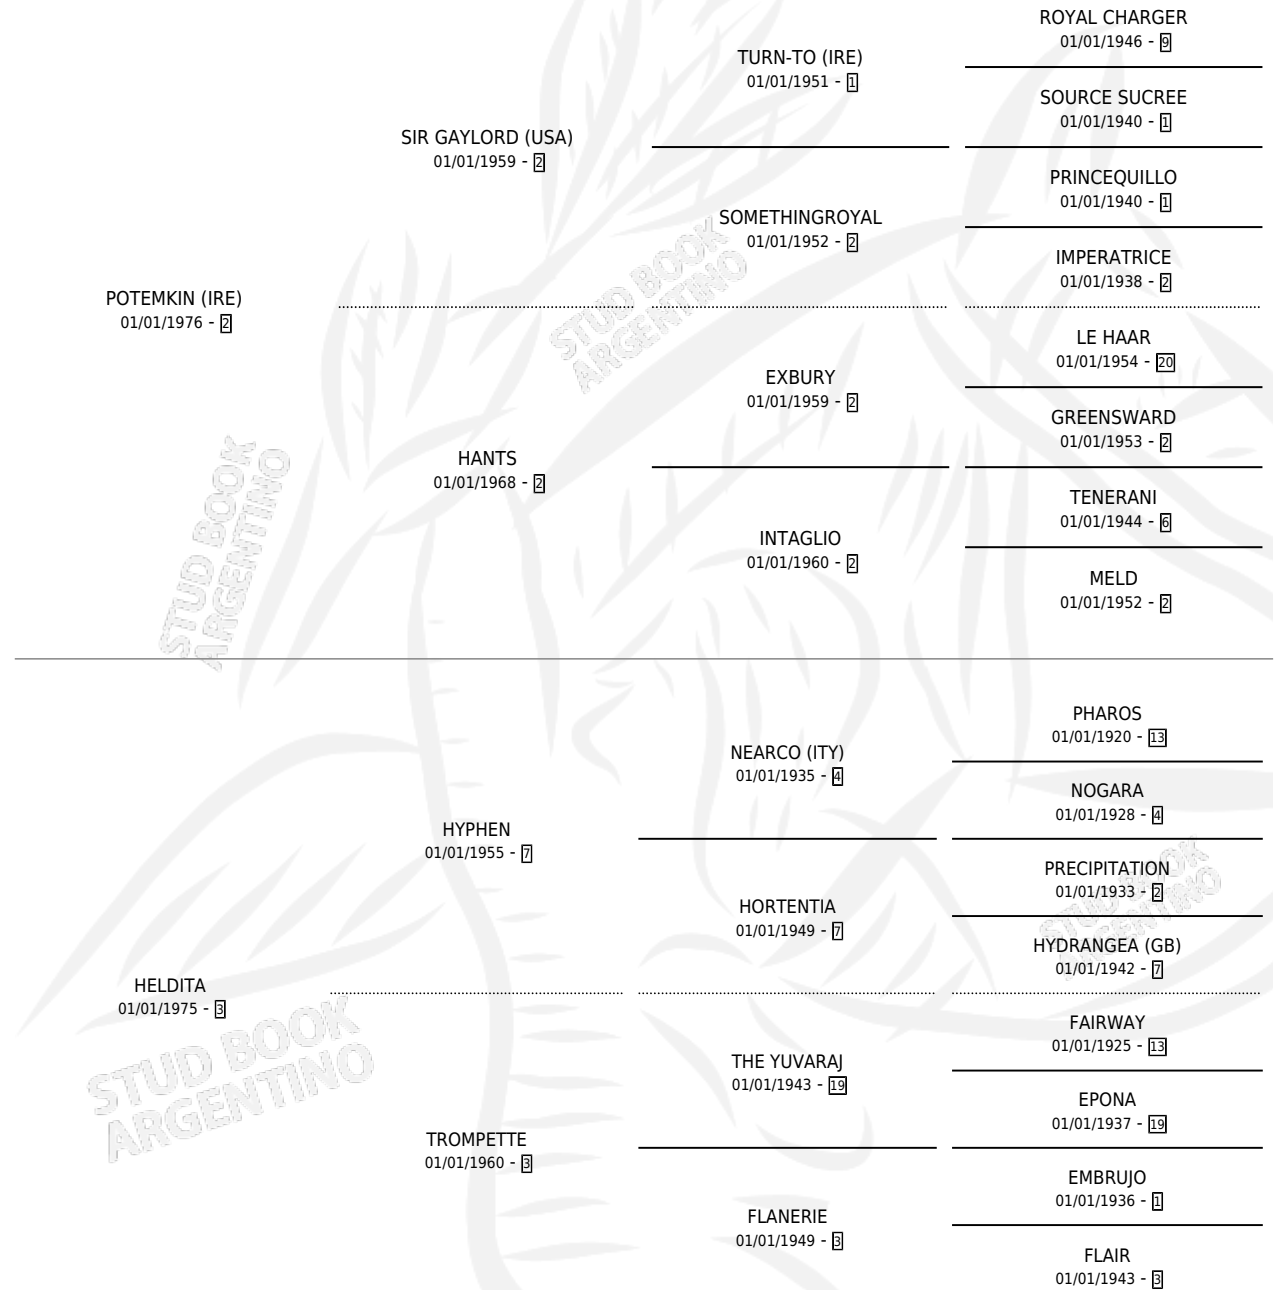 ROYAL CHARGER
01/01/1946 - 9
TURN-TO (IRE)
01/01/1951 - 1
SOURCE SUCREE
01/01/1940 - 1
SIR GAYLORD (USA)
01/01/1959 - 2
PRINCEQUILLO
01/01/1940 - 1
SOMETHINGROYAL
01/01/1952 - 2
IMPERATRICE
01/01/1938 - 2
POTEMKIN (IRE)
01/01/1976 - 2
LE HAAR
01/01/1954 - 20
EXBURY
01/01/1959 - 2
GREENSWARD
01/01/1953 - 2
HANTS
01/01/1968 - 2
TENERANI
01/01/1944 - 6
INTAGLIO
01/01/1960 - 2
MELD
01/01/1952 - 2
STUD BOOK
ARGENTINO
STUD BOOK
ARGENTINO
PHAROS
01/01/1920 - 13
NEARCO (ITY)
01/01/1935 - 4
NOGARA
01/01/1928 - 4
HYPHEN
01/01/1955 - 7
PRECIPITATION
01/01/1933 - 2
HORTENTIA
01/01/1949 - 7
HYDRANGEA (GB)
01/01/1942 - 7
HELDITA
01/01/1975 - 3
FAIRWAY
01/01/1925 - 13
THE YUVARAJ
01/01/1943 - 19
EPONA
01/01/1937 - 19
TROMPETTE
01/01/1960 - 3
EMBRUJO
01/01/1936 - 1
FLANERIE
01/01/1949 - 3
FLAIR
01/01/1943 - 3
STUD BOOK
ARGENTINO
STUD BOOK
ARGENTINO